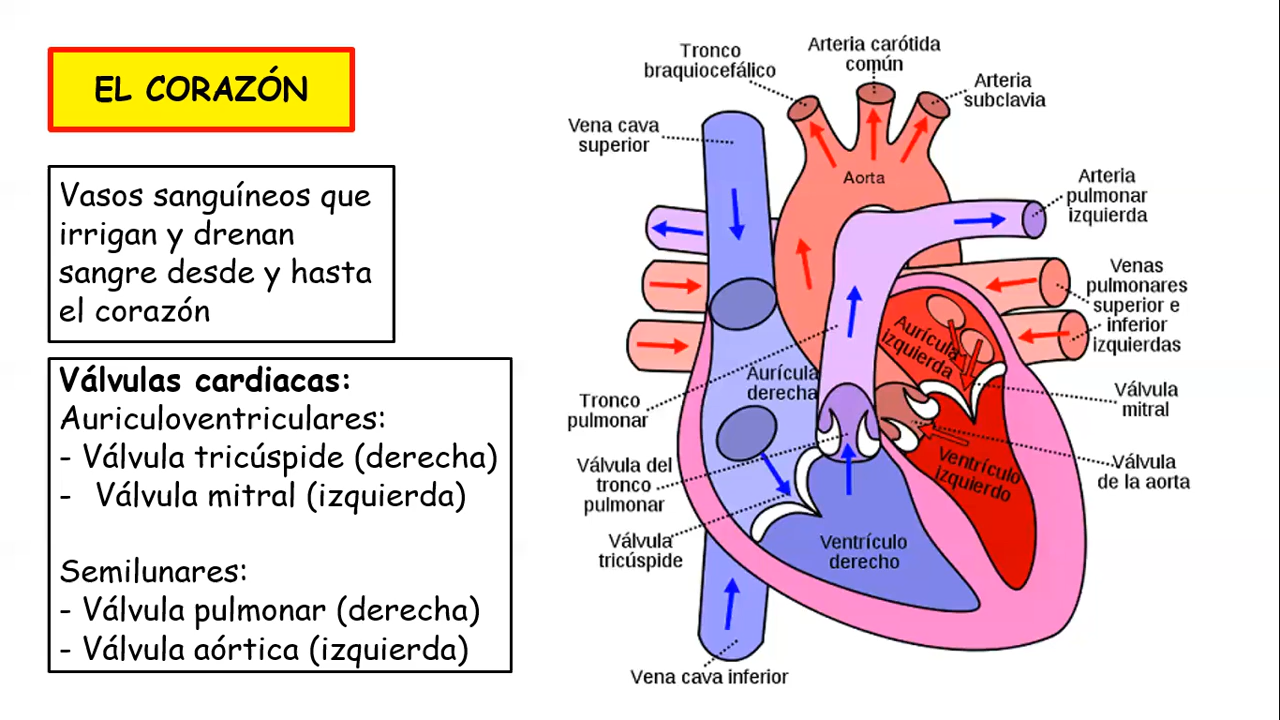 EL CORAZÓN
Vasos sanguíneos que
irrigan y drenan
sangre desde y hasta
el corazón
Válvulas cardiacas:
Auriculoventriculares:
- Válvula tricúspide (derecha)
- Válvula mitral (izquierda)
Semilunares:
- Válvula pulmonar (derecha)
- Válvula aórtica (izquierda)
Tronco
braquiocefálico
Arteria carótida
común
Arteria
subclavia
Vena cava
superior
Aorta
Arteria
pulmonar
izquierda
Venas
pulmonares
superior e
inferior
izquierdas
Aurícula
izquierda
Aurícula
derecha
Tronco
pulmonar
Válvula
mitral
Válvula del
tronco
pulmonar
Ventrículo
izquierdo
Válvula
de la aorta
Válvula
tricúspide
Ventrículo
derecho
Vena cava inferior